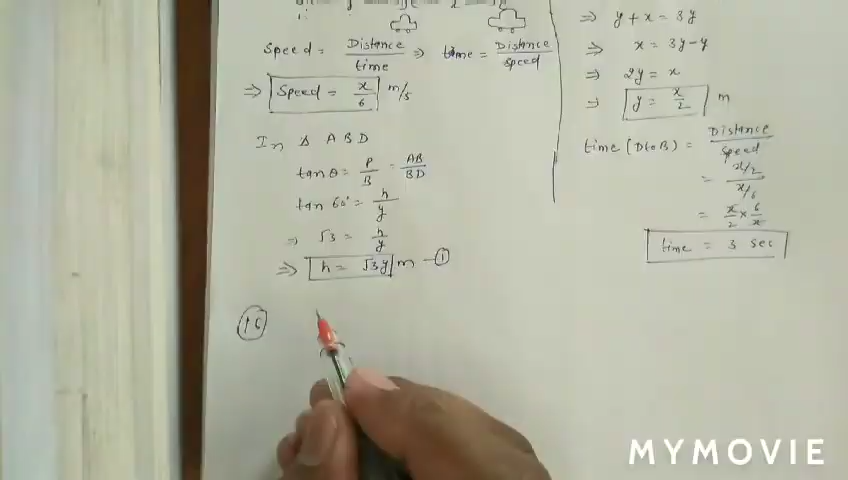 Speed = Distance / time ⇒ time = Distance / Speed
⇒ Speed = x/6 m/s
In Δ ABD
tan θ = P/B = AB/BD
tan 60° = h/y
⇒ √3 = h/y
⇒ h = √3y m — ①
16
⇒ y + x = 3y
⇒ x = 3y - y
⇒ 2y = x
⇒ y = x/2 m
time (D to B) = Distance / Speed
= x/2 / x/6
= x/2 × 6/x
time = 3 sec
MYMOVIE